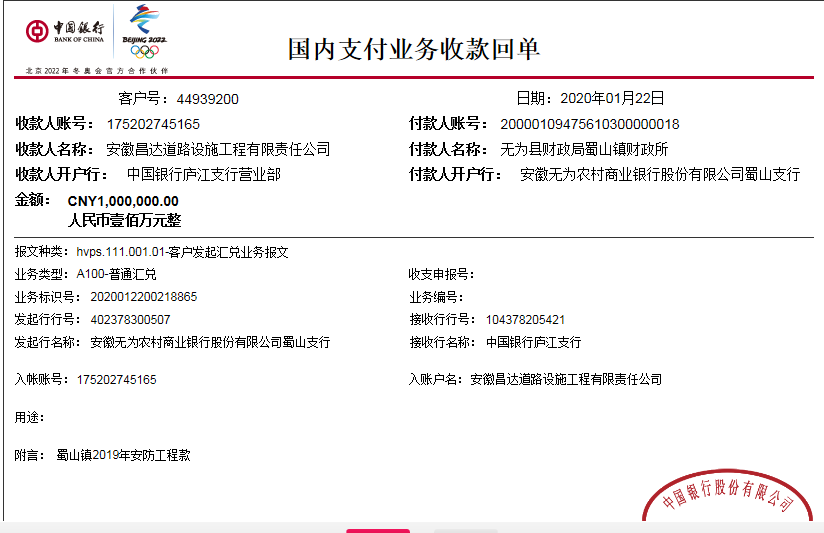 中国银行
BANK OF CHINA
BEIJING 2022
北京2022年冬奥会官方合作伙伴
国内支付业务收款回单
客户号：44939200 日期：2020年01月22日
收款人账号：175202745165 付款人账号：20000109475610300000018
收款人名称：安徽昌达道路设施工程有限责任公司 付款人名称：无为县财政局蜀山镇财政所
收款人开户行：中国银行庐江支行营业部 付款人开户行：安徽无为农村商业银行股份有限公司蜀山支行
金额：CNY1,000,000.00
人民币壹佰万元整
报文种类：hvps.111.001.01-客户发起汇兑业务报文
业务类型：A100-普通汇兑 收支申报号：
业务标识号：2020012200218865 业务编号：
发起行行号：402378300507 接收行行号：104378205421
发起行名称：安徽无为农村商业银行股份有限公司蜀山支行 接收行名称：中国银行庐江支行
入帐账号：175202745165 入账户名：安徽昌达道路设施工程有限责任公司
用途：
附言：蜀山镇2019年安防工程款
中国银行股份有限公司